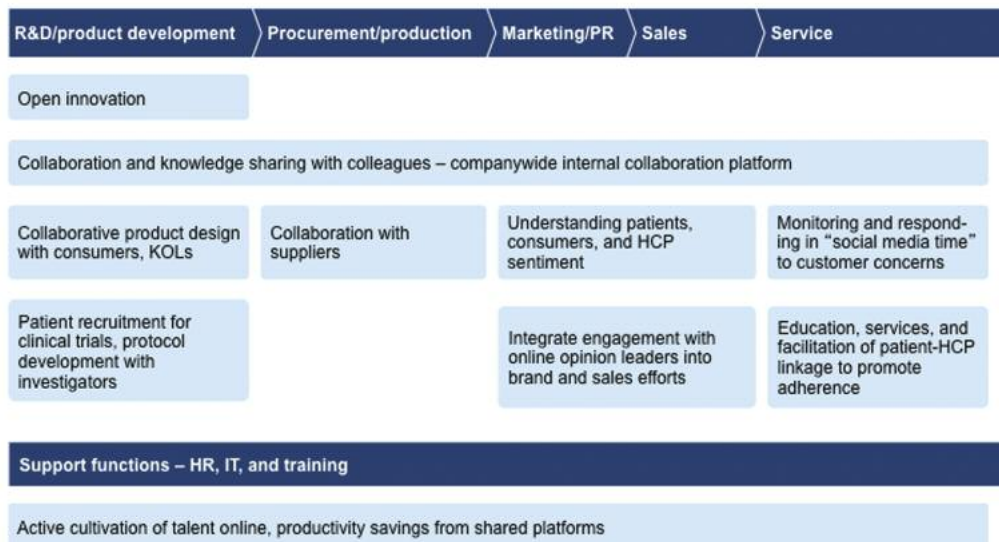 R&D/product development
Procurement/production
Marketing/PR
Sales
Service
Open innovation
Collaboration and knowledge sharing with colleagues – companywide internal collaboration platform
Collaborative product design
with consumers, KOLs
Collaboration with
suppliers
Understanding patients,
consumers, and HCP
sentiment
Monitoring and respond-
ing in “social media time”
to customer concerns
Patient recruitment for
clinical trials, protocol
development with
investigators
Integrate engagement with
online opinion leaders into
brand and sales efforts
Education, services, and
facilitation of patient-HCP
linkage to promote
adherence
Support functions – HR, IT, and training
Active cultivation of talent online, productivity savings from shared platforms